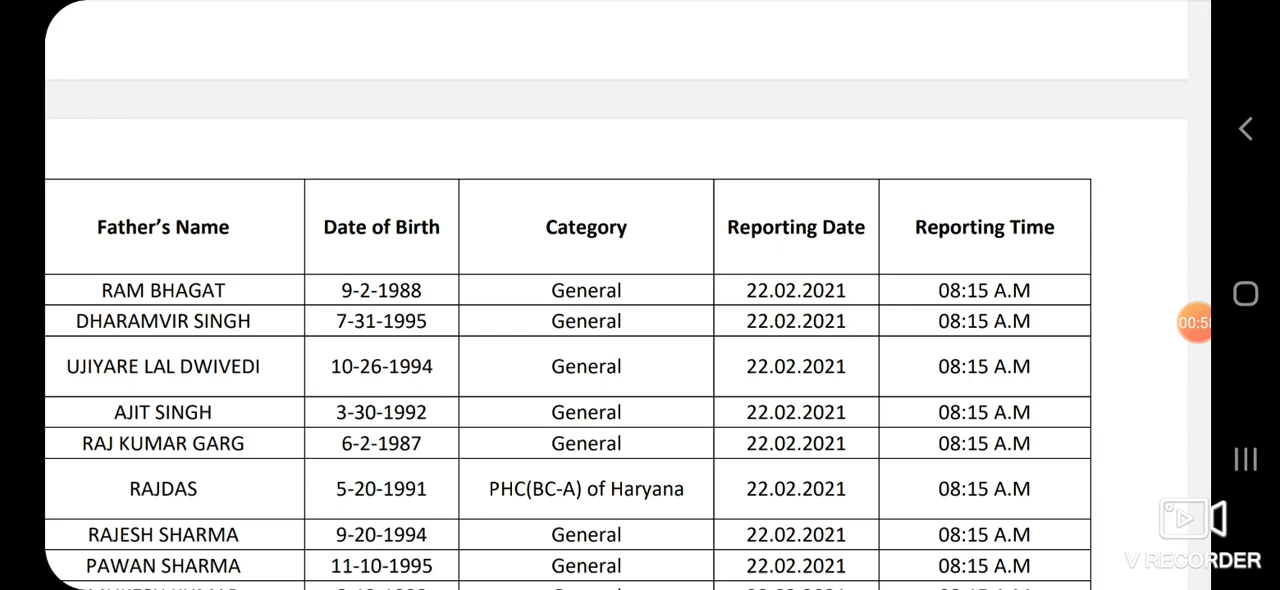 Father’s Name Date of Birth Category Reporting Date Reporting Time
RAM BHAGAT 9-2-1988 General 22.02.2021 08:15 A.M
DHARAMVIR SINGH 7-31-1995 General 22.02.2021 08:15 A.M
UJIYARE LAL DWIVEDI 10-26-1994 General 22.02.2021 08:15 A.M
AJIT SINGH 3-30-1992 General 22.02.2021 08:15 A.M
RAJ KUMAR GARG 6-2-1987 General 22.02.2021 08:15 A.M
RAJDAS 5-20-1991 PHC(BC-A) of Haryana 22.02.2021 08:15 A.M
RAJESH SHARMA 9-20-1994 General 22.02.2021 08:15 A.M
PAWAN SHARMA 11-10-1995 General 22.02.2021 08:15 A.M
V RECORDER